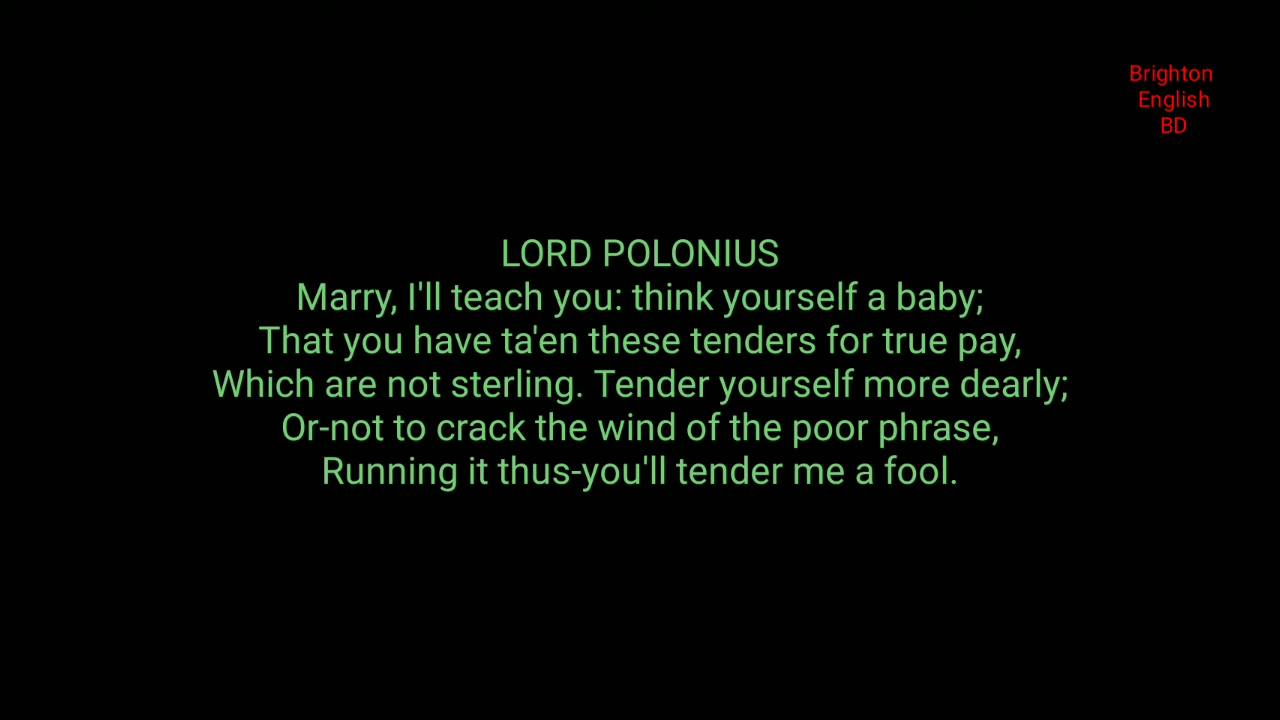 Brighton
English
BD
LORD POLONIUS
Marry, I'll teach you: think yourself a baby;
That you have ta'en these tenders for true pay,
Which are not sterling. Tender yourself more dearly;
Or-not to crack the wind of the poor phrase,
Running it thus-you'll tender me a fool.